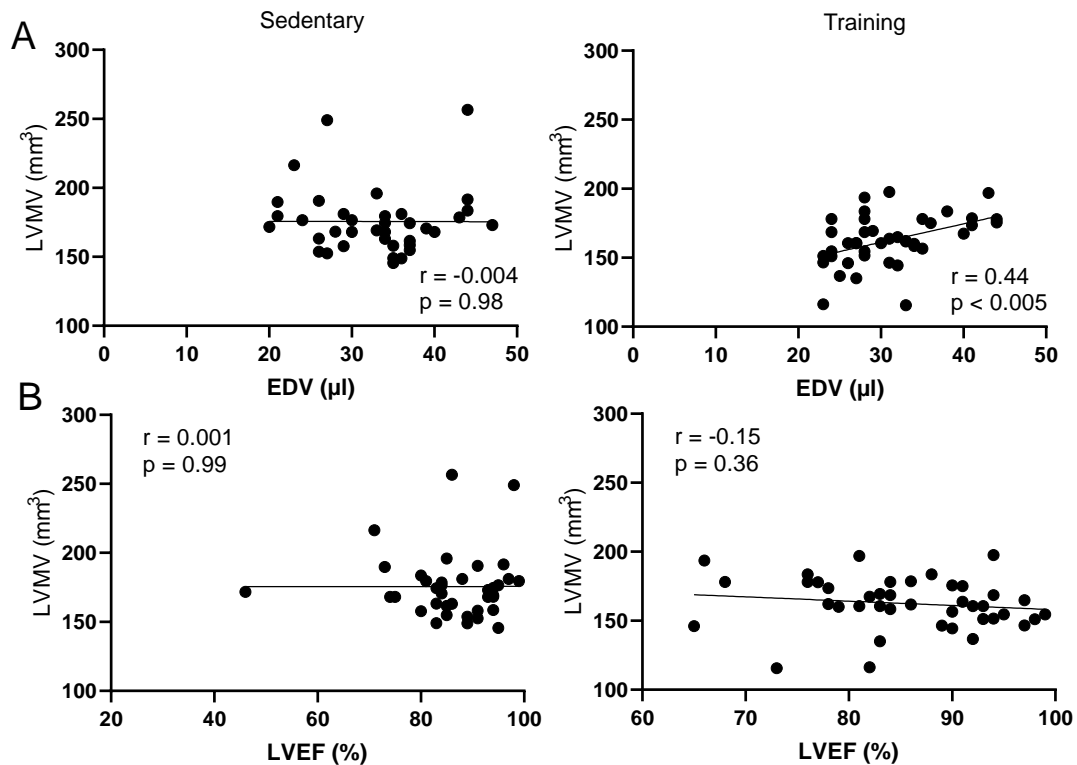 A
Sedentary
Training
300
250
200
150
100
LVMV (mm³)
r = -0.004
p = 0.98
0
10
20
30
40
50
EDV (µl)
300
250
200
150
100
LVMV (mm³)
r = 0.44
p < 0.005
0
10
20
30
40
50
EDV (µl)
B
300
250
200
150
100
LVMV (mm³)
r = 0.001
p = 0.99
20
40
60
80
100
LVEF (%)
300
250
200
150
100
LVMV (mm³)
r = -0.15
p = 0.36
60
70
80
90
100
LVEF (%)